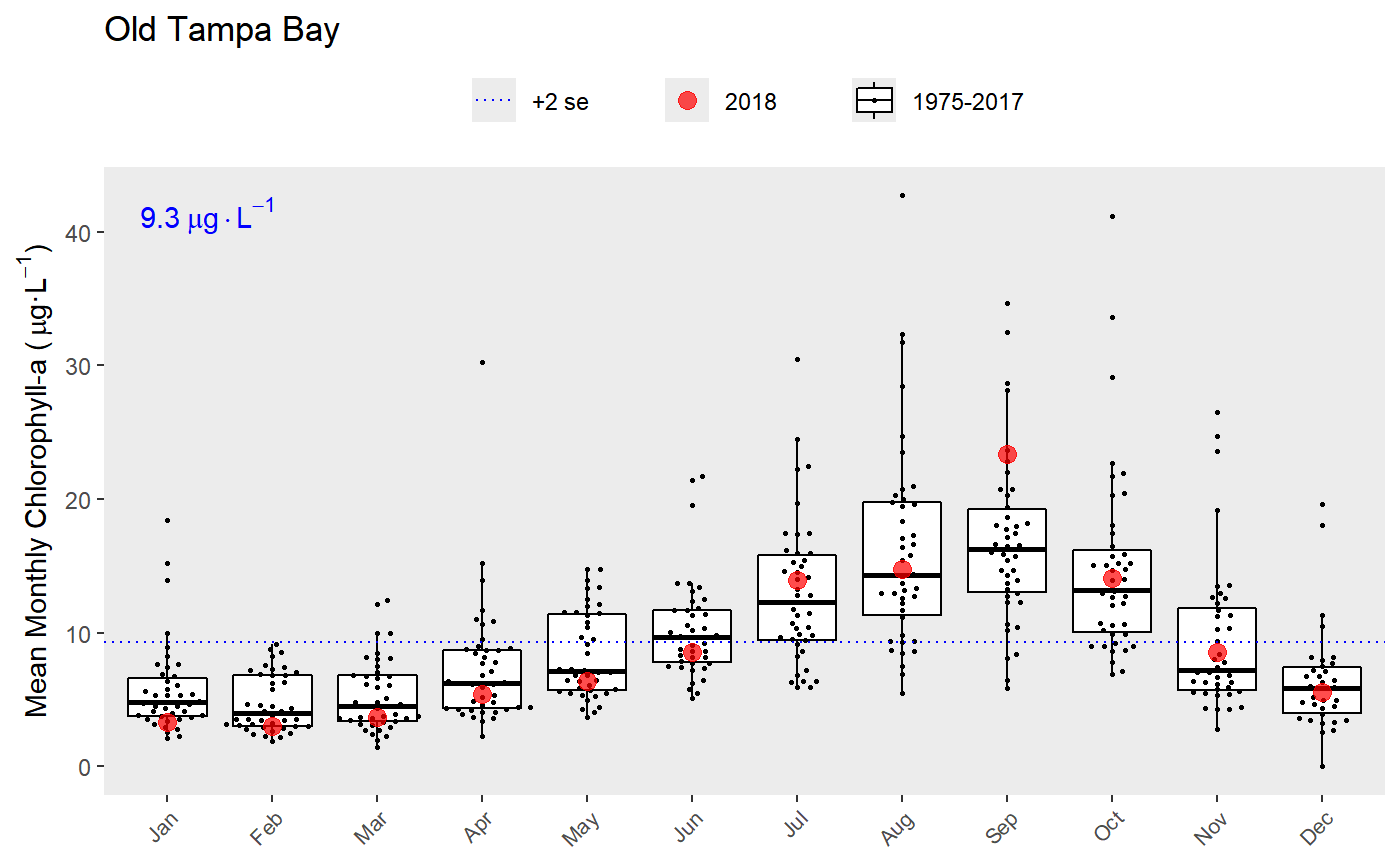 Old Tampa Bay
+2 se 2018 1975-2017
9.3 μg·L⁻¹
Mean Monthly Chlorophyll-a ( μg·L⁻¹)
40
30
20
10
0
Jan Feb Mar Apr May Jun Jul Aug Sep Oct Nov Dec